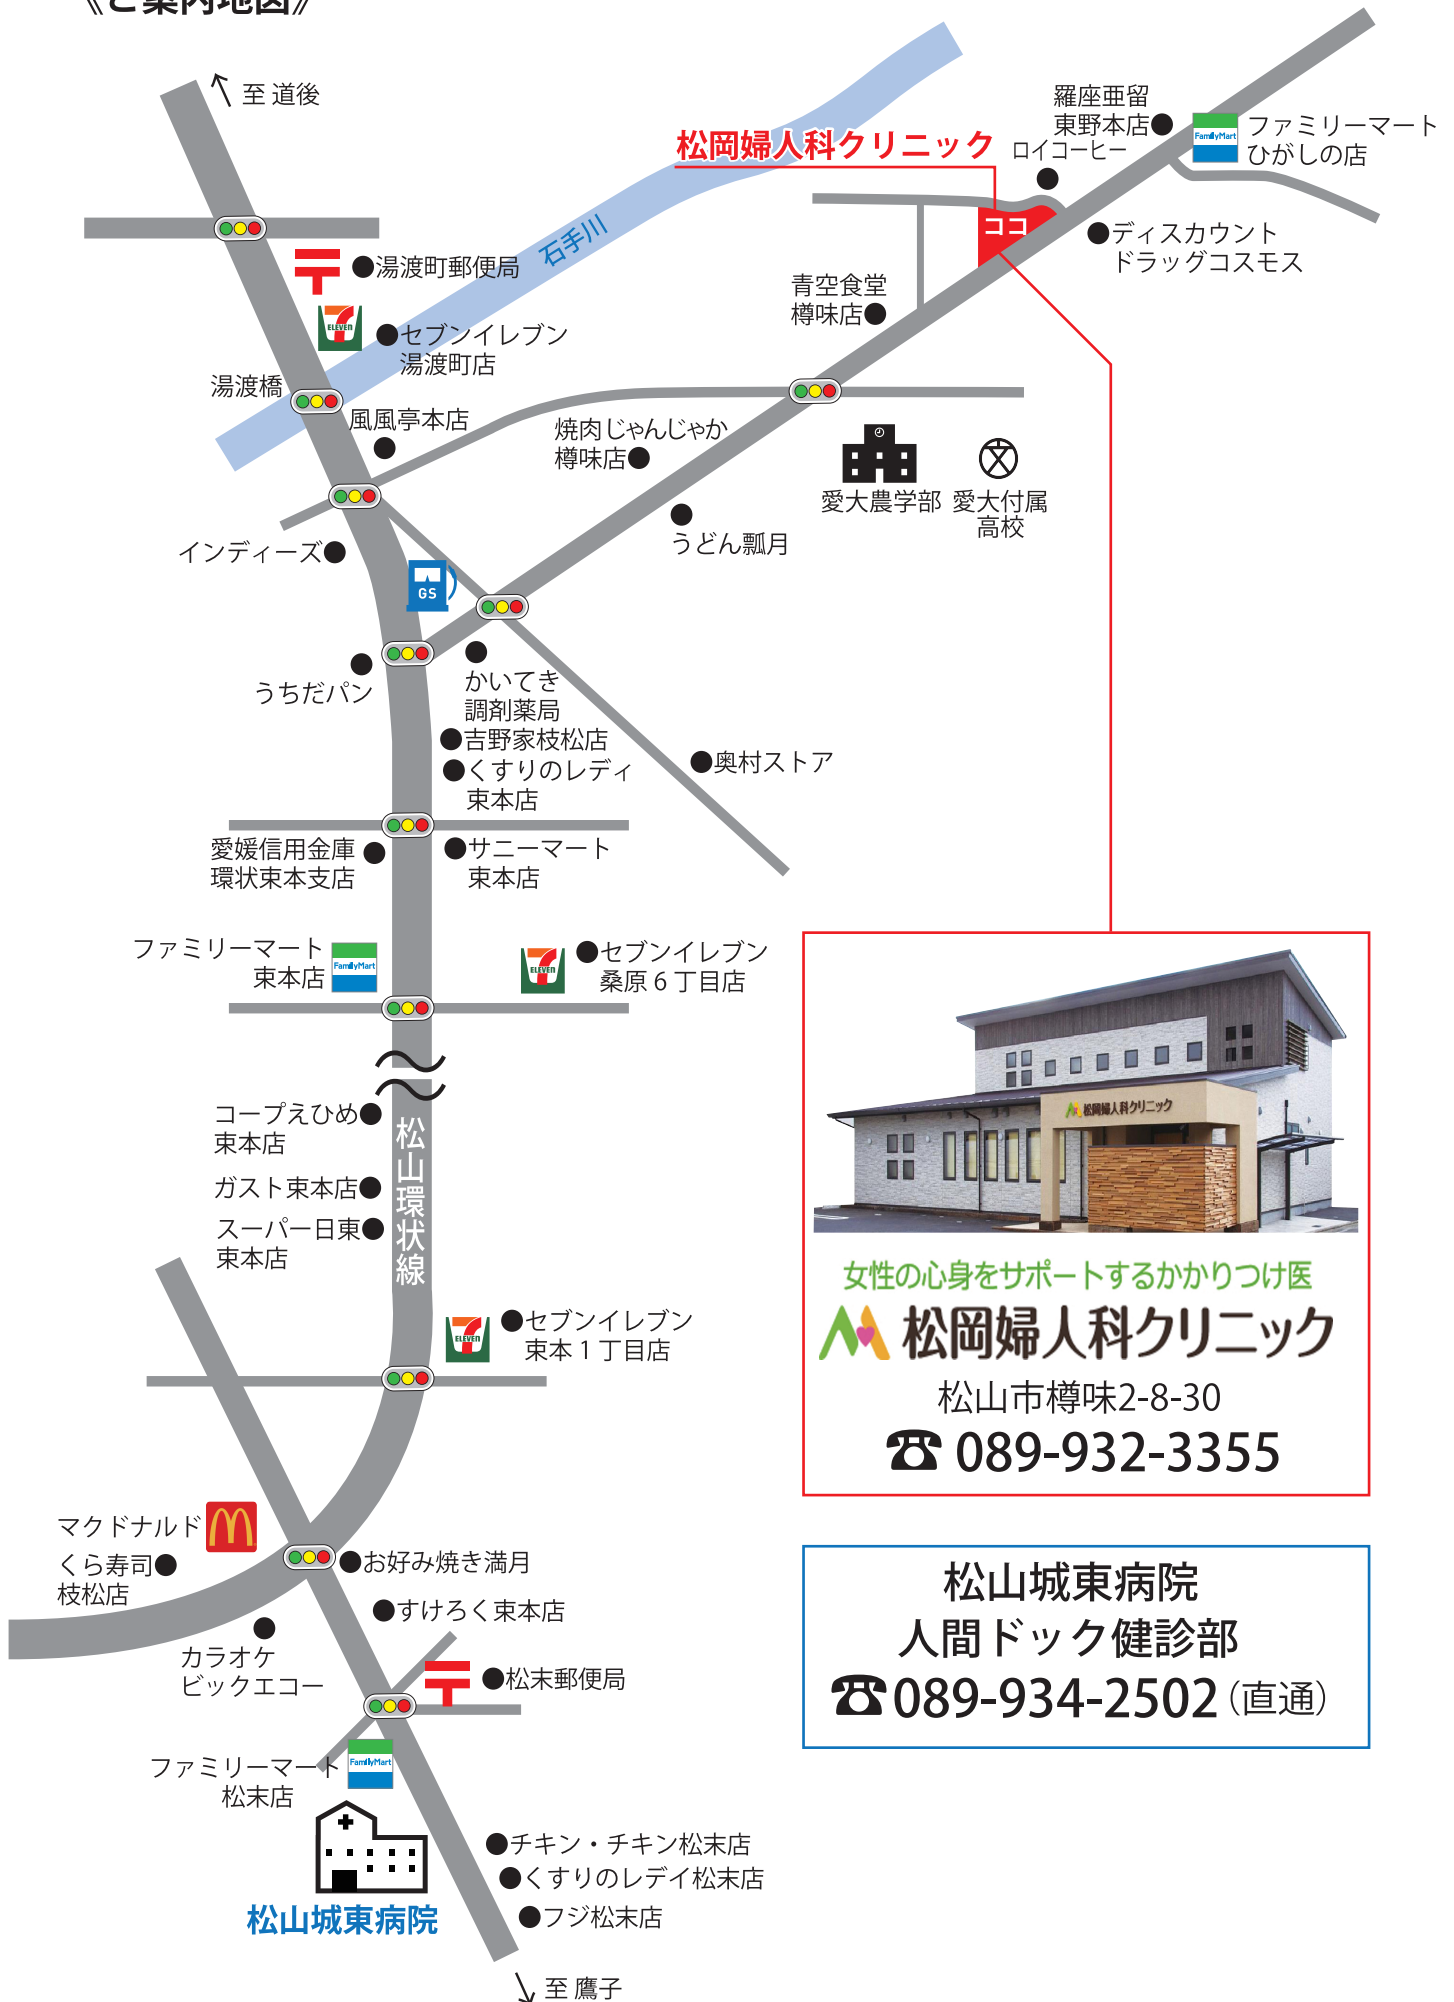 《ご案内地図》
至 道後
羅座亜留
東野本店
ファミリーマート
ひがしの店
FamilyMart
松岡婦人科クリニック
ロイコーヒー
ココ
ディスカウント
ドラッグコスモス
石手川
湯渡町郵便局
青空食堂
樽味店
ELEVEN
セブンイレブン
湯渡町店
湯渡橋
風風亭本店
焼肉じゃんじゃか
樽味店
愛大農学部
愛大付属
高校
うどん瓢月
インディーズ
GS
うちだパン
かいてき
調剤薬局
吉野家枝松店
くすりのレディ
束本店
奥村ストア
愛媛信用金庫
環状束本支店
サニーマート
束本店
ファミリーマート
束本店
FamilyMart
ELEVEN
セブンイレブン
桑原6丁目店
コープえひめ
束本店
ガスト束本店
スーパー日東
束本店
松山環状線
ELEVEN
セブンイレブン
束本1丁目店
松岡婦人科クリニック
女性の心身をサポートするかかりつけ医
松岡婦人科クリニック
松山市樽味2-8-30
☎089-932-3355
マクドナルド
くら寿司
枝松店
お好み焼き満月
すけろく束本店
カラオケ
ビックエコー
松末郵便局
ファミリーマート
松末店
FamilyMart
松山城東病院
人間ドック健診部
☎089-934-2502(直通)
チキン・チキン松末店
くすりのレデイ松末店
フジ松末店
松山城東病院
至 鷹子